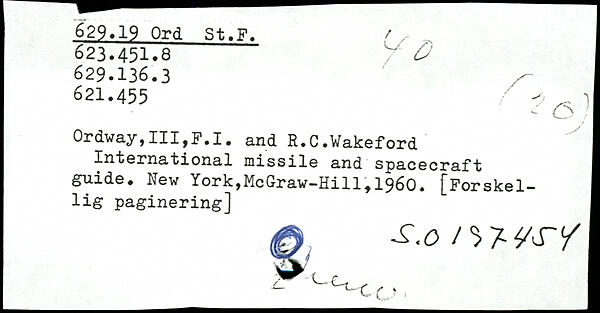 629.19 Ord St.F.
40
623.451.8
629.136.3
(20)
621.455
Ordway,III,F.I. and R.C.Wakeford
International missile and spacecraft
guide. New York,McGraw-Hill,1960. [Forskel-
lig paginering]
S.0197454